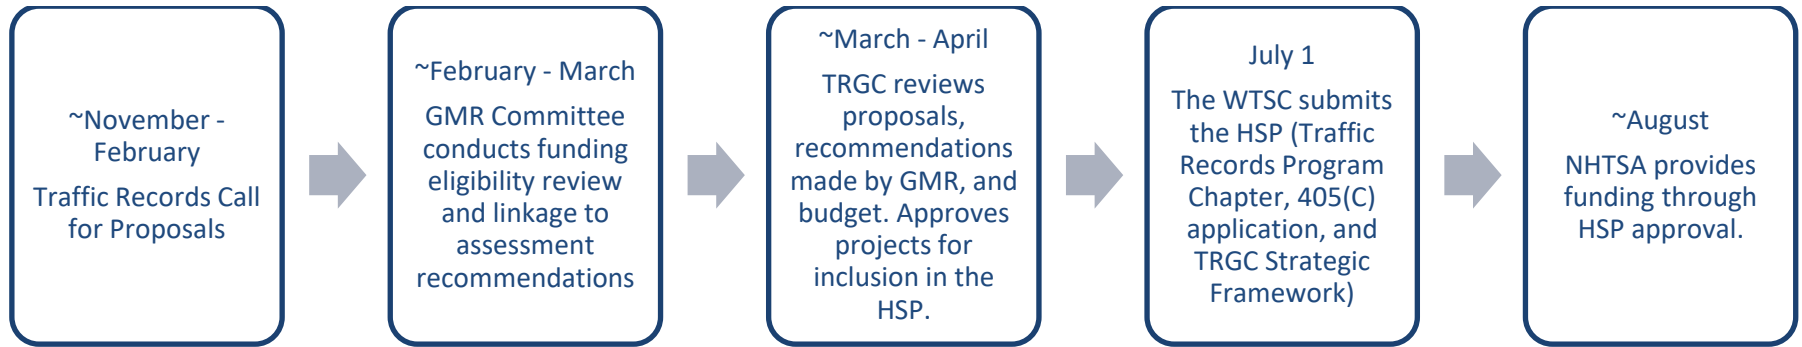 ~November -
February
Traffic Records Call
for Proposals
~February - March
GMR Committee
conducts funding
eligibility review
and linkage to
assessment
recommendations
~March - April
TRGC reviews
proposals,
recommendations
made by GMR, and
budget. Approves
projects for
inclusion in the
HSP.
July 1
The WTSC submits
the HSP (Traffic
Records Program
Chapter, 405(C)
application, and
TRGC Strategic
Framework)
~August
NHTSA provides
funding through
HSP approval.